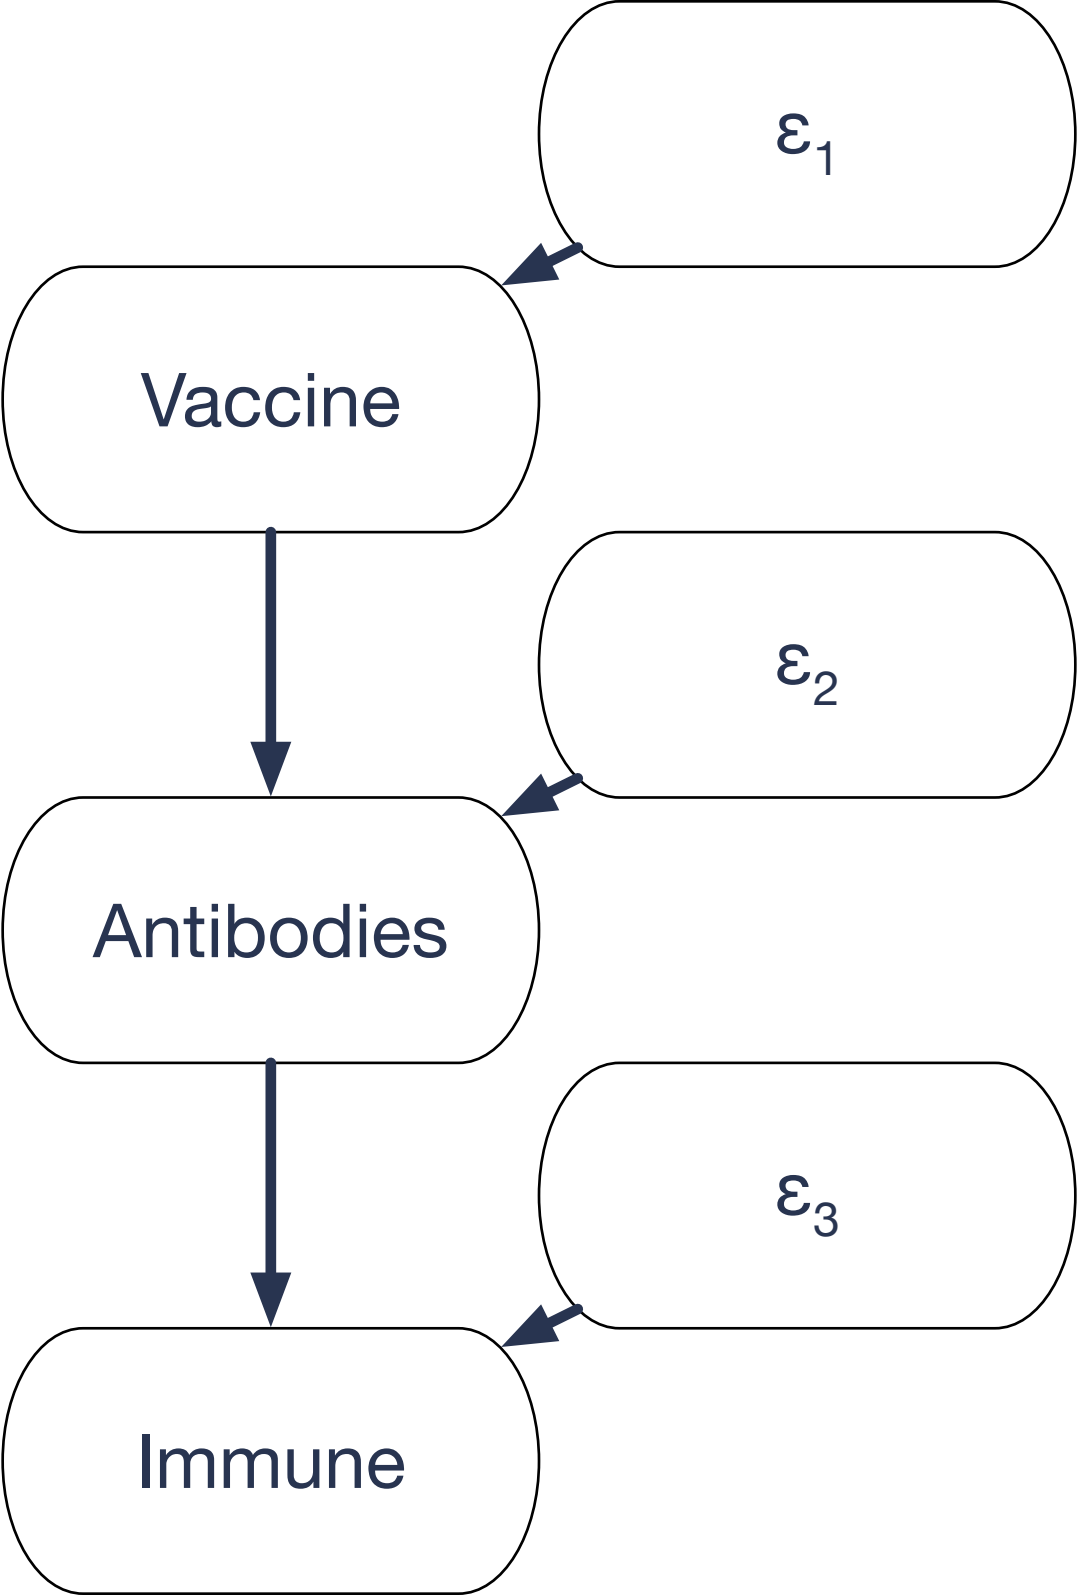 ε₁
Vaccine
ε₂
Antibodies
ε₃
Immune